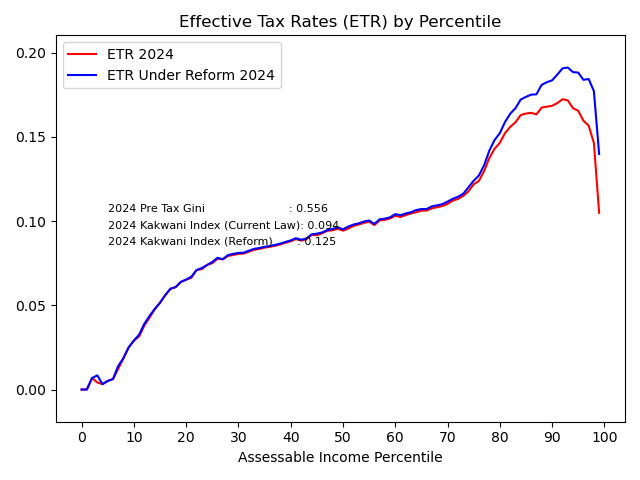 Effective Tax Rates (ETR) by Percentile
0.20
ETR 2024
ETR Under Reform 2024
0.15
2024 Pre Tax Gini : 0.556
0.10
2024 Kakwani Index (Current Law): 0.094
2024 Kakwani Index (Reform) : 0.125
0.05
0.00
0 10 20 30 40 50 60 70 80 90 100
Assessable Income Percentile